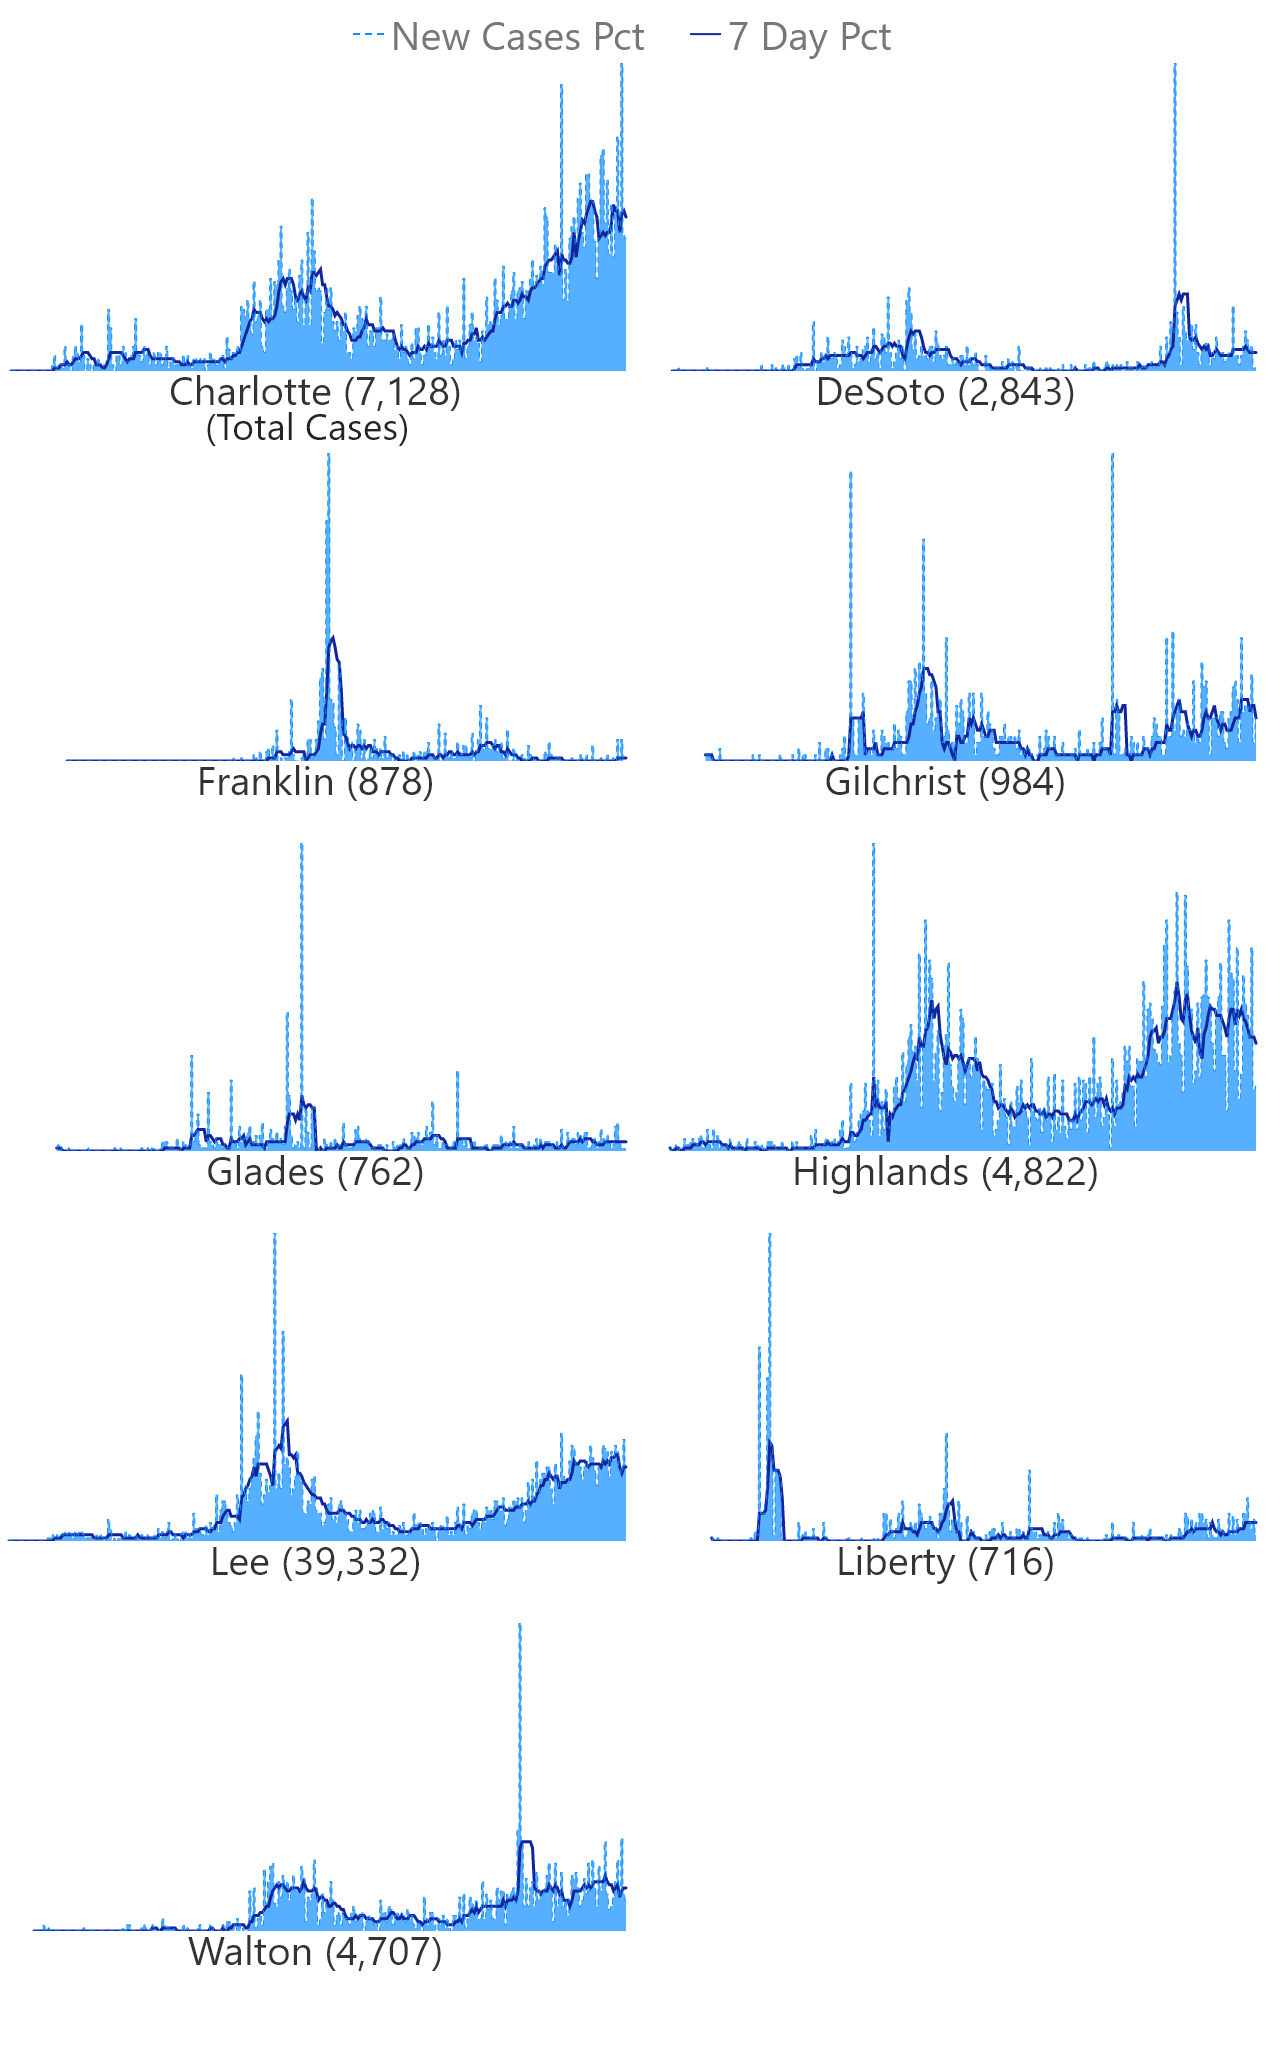 New Cases Pct 7 Day Pct
Charlotte (7,128) DeSoto (2,843)
(Total Cases)
Franklin (878) Gilchrist (984)
Glades (762) Highlands (4,822)
Lee (39,332) Liberty (716)
Walton (4,707)